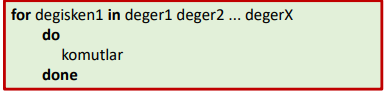 for degisken1 in deger1 deger2 ... degerX
do
komutlar
done